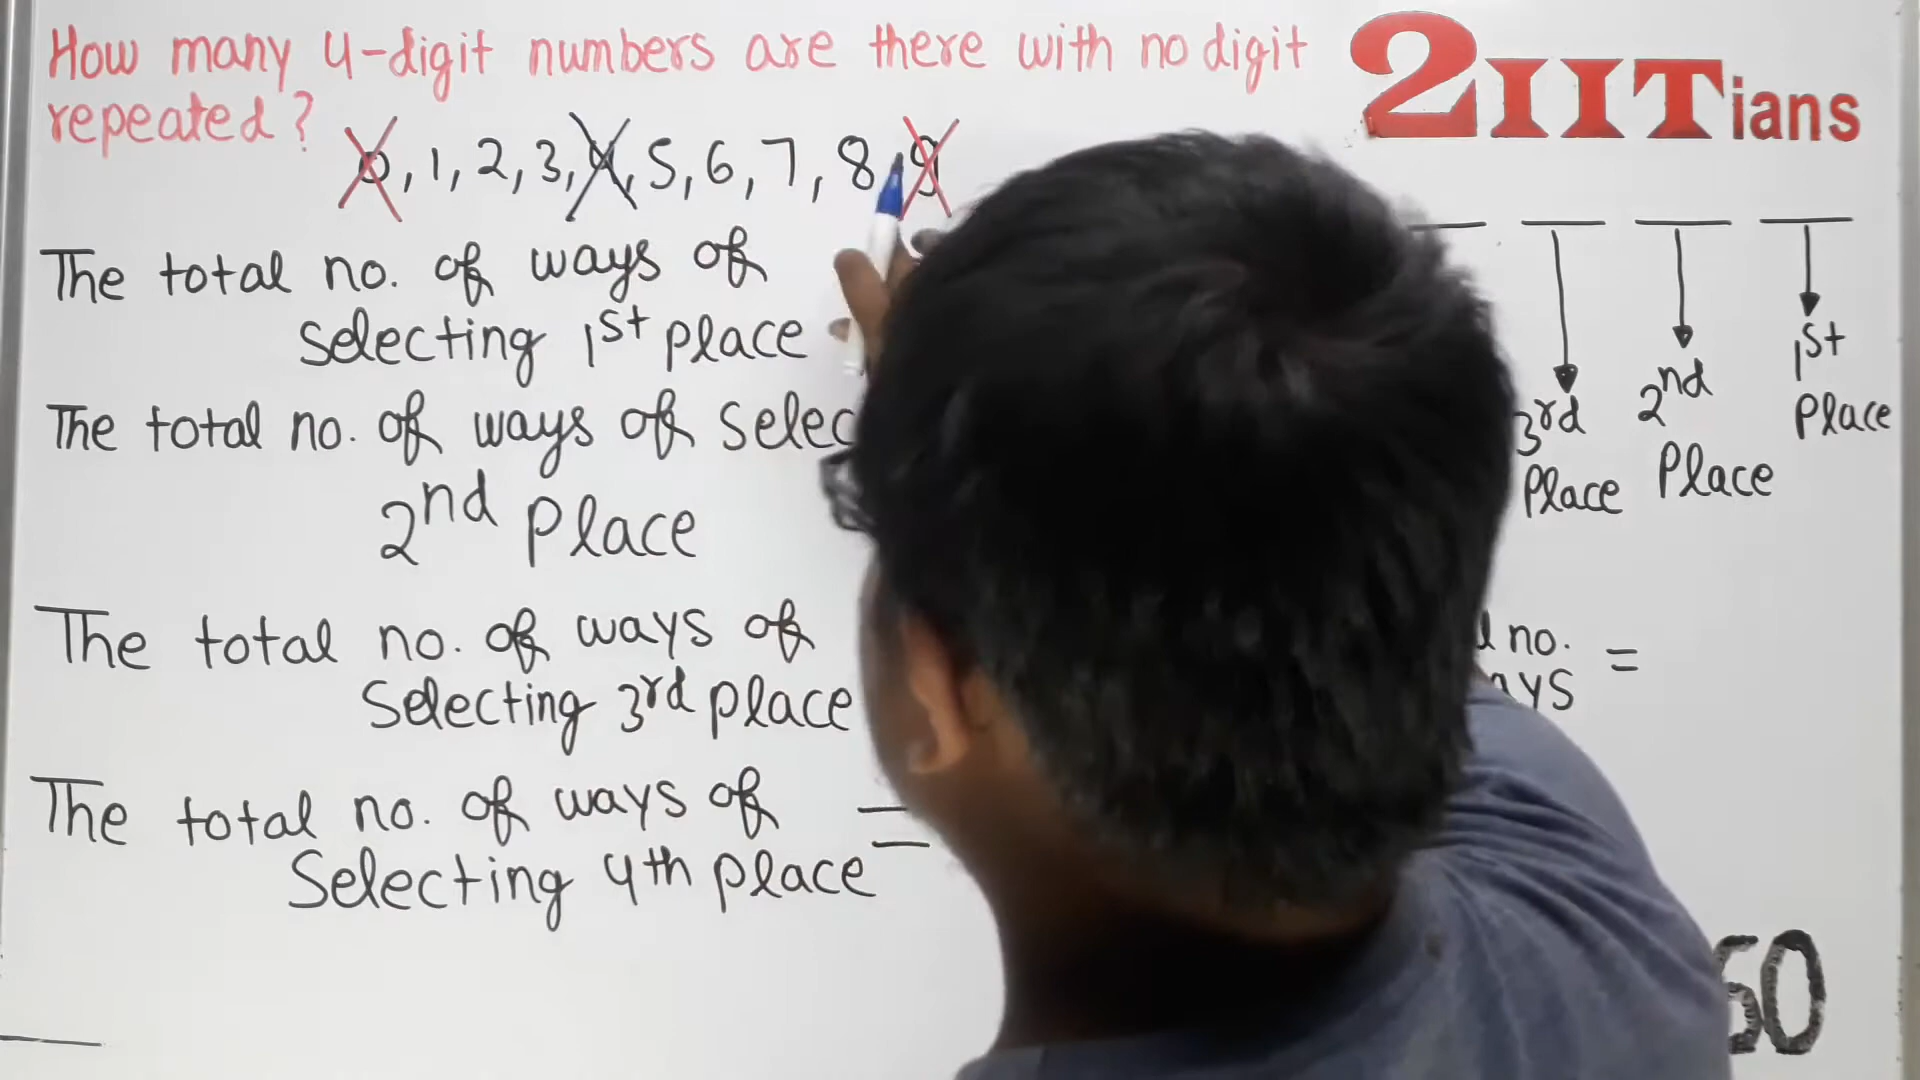 How many 4-digit numbers are there with no digit
repeated?
2IITians
0, 1, 2, 3, 4, 5, 6, 7, 8, 9
The total no. of ways of
selecting 1st place
The total no. of ways of selec
2nd place
The total no. of ways of
selecting 3rd place
The total no. of ways of =
Selecting 4th place
3rd
Place
2nd
Place
1st
Place
no. =
50